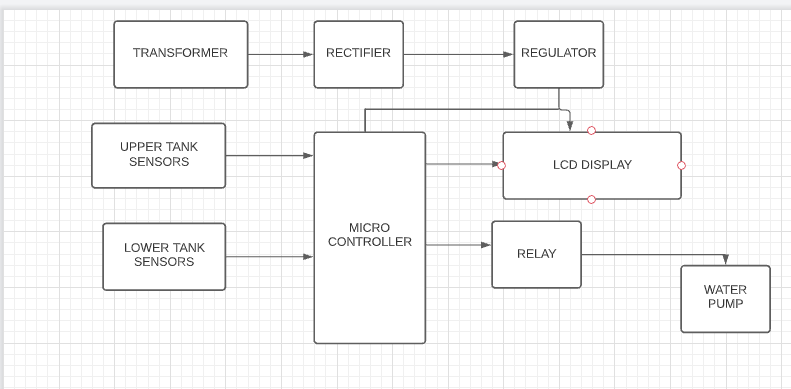 TRANSFORMER
RECTIFIER
REGULATOR
UPPER TANK
SENSORS
LCD DISPLAY
MICRO
CONTROLLER
LOWER TANK
SENSORS
RELAY
WATER
PUMP